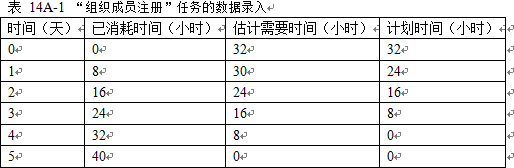 表 14A-1 “组织成员注册”任务的数据录入
时间（天） 已消耗时间（小时） 估计需要时间（小时） 计划时间（小时）
0 0 32 32
1 8 30 24
2 16 24 16
3 24 16 8
4 32 8 0
5 40 0 0